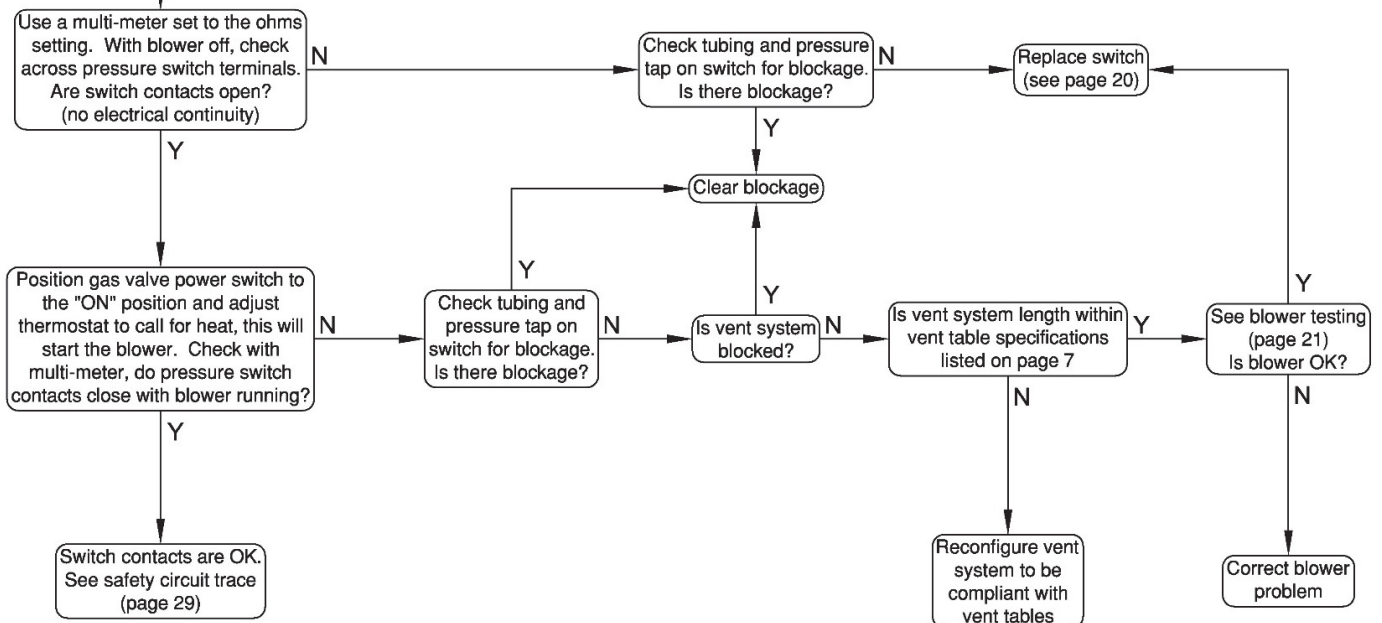 Use a multi-meter set to the ohms
setting. With blower off, check
across pressure switch terminals.
Are switch contacts open?
(no electrical continuity)
N
Check tubing and pressure
tap on switch for blockage.
Is there blockage?
N
Replace switch
(see page 20)
Y
Y
Clear blockage
Position gas valve power switch to
the "ON" position and adjust
thermostat to call for heat, this will
start the blower. Check with
multi-meter, do pressure switch
contacts close with blower running?
N
Y
Check tubing and
pressure tap on
switch for blockage.
Is there blockage?
N
Y
Is vent system
blocked?
N
Is vent system length within
vent table specifications
listed on page 7
Y
Y
See blower testing
(page 21)
Is blower OK?
Y
N
N
Switch contacts are OK.
See safety circuit trace
(page 29)
Reconfigure vent
system to be
compliant with
vent tables
Correct blower
problem